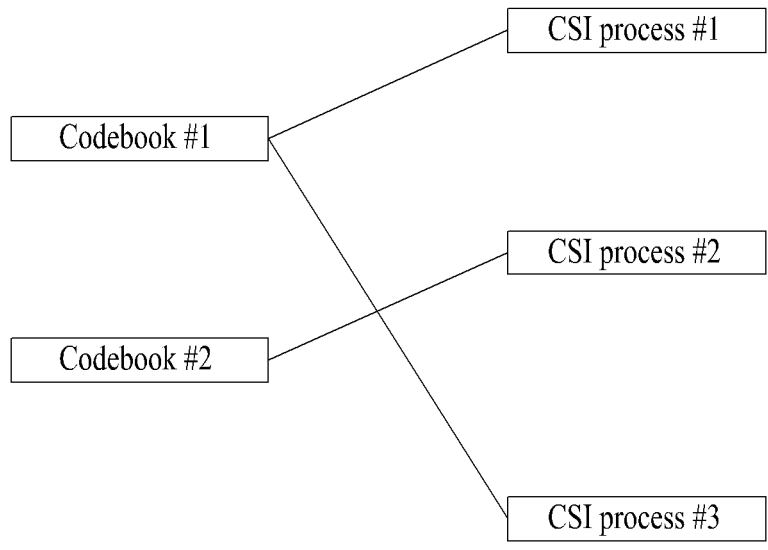 CSI process #1
Codebook #1
CSI process #2
Codebook #2
CSI process #3